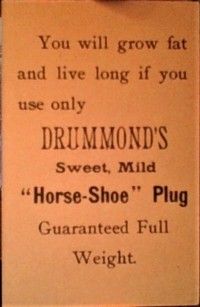 You will grow fat
and live long if you
use only
DRUMMOND'S
Sweet, Mild
"Horse-Shoe" Plug
Guaranteed Full
Weight.